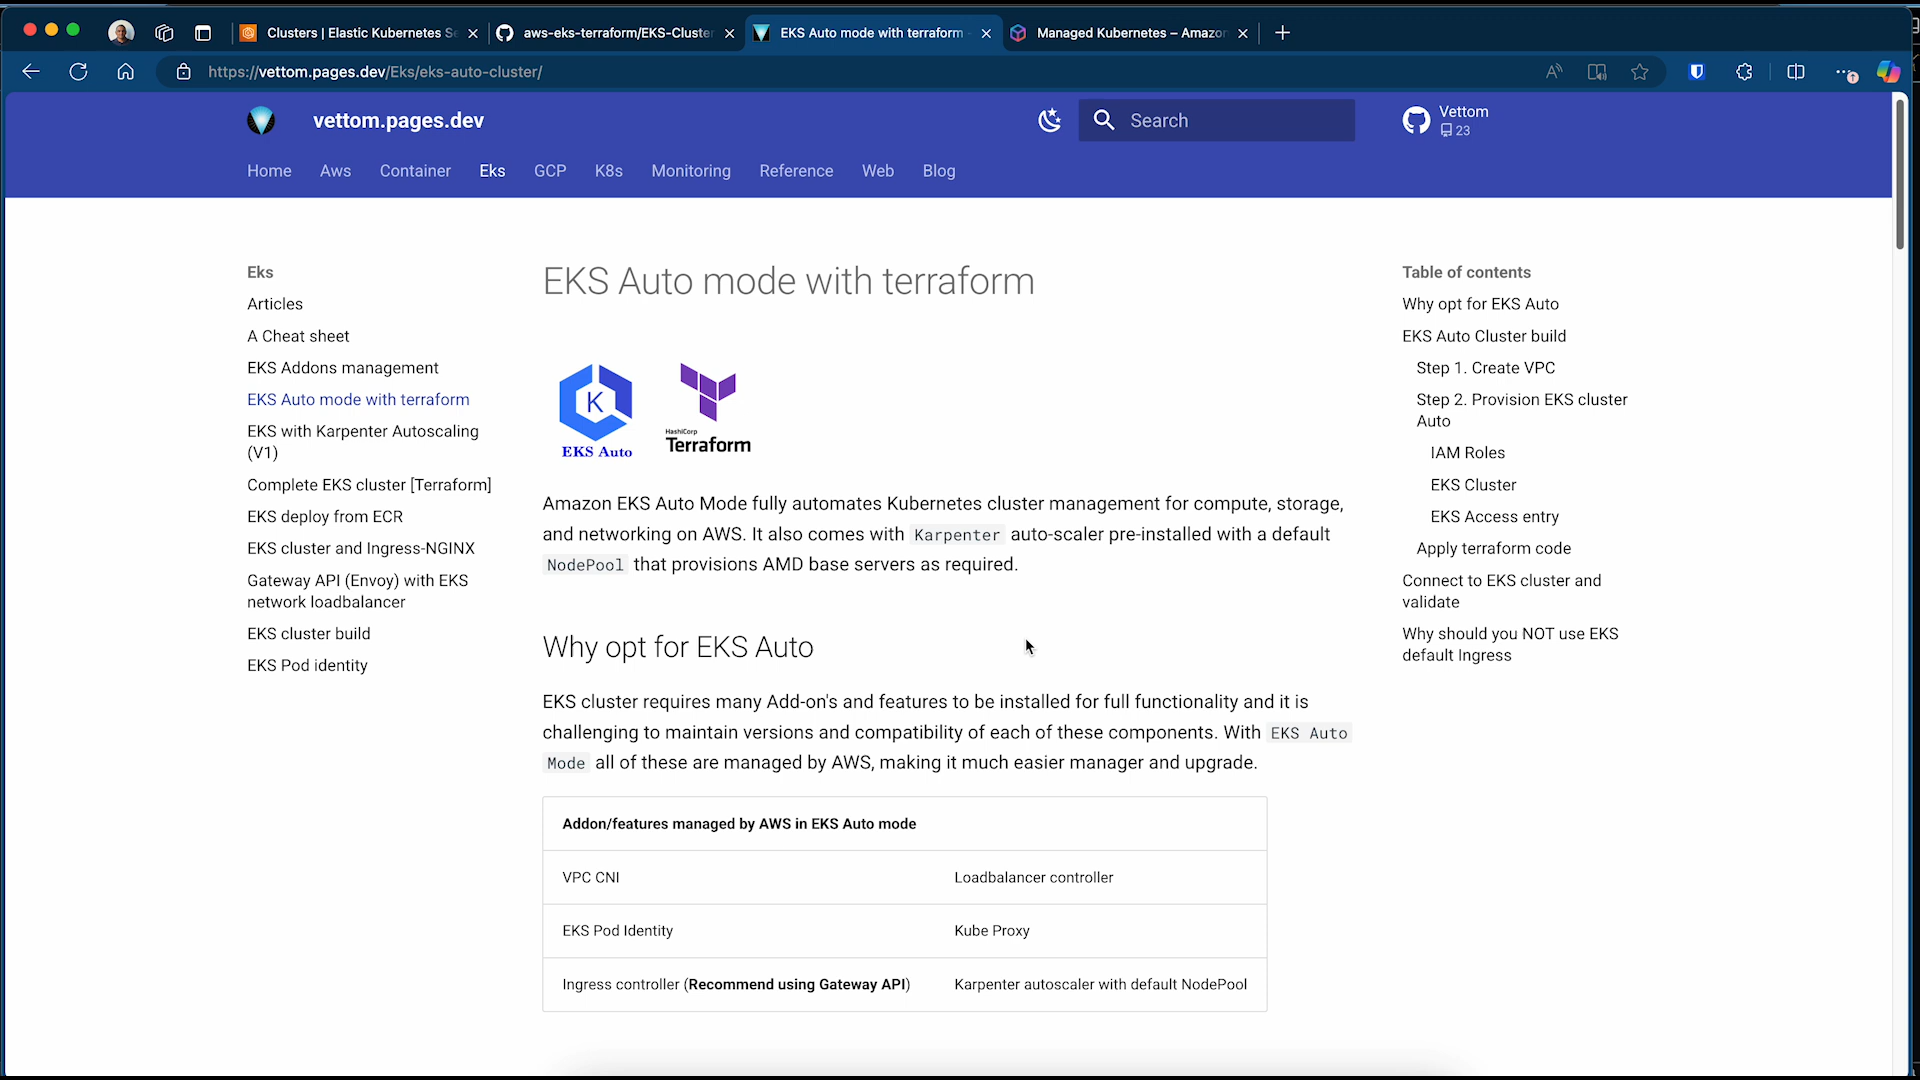 Clusters | Elastic Kubernetes Se
aws-eks-terraform/EKS-Cluster
EKS Auto mode with terraform
Managed Kubernetes – Amazon
https://vettom.pages.dev/Eks/eks-auto-cluster/
vettom.pages.dev
Search
Vettom
23
Home
Aws
Container
Eks
GCP
K8s
Monitoring
Reference
Web
Blog
Eks
Articles
A Cheat sheet
EKS Addons management
EKS Auto mode with terraform
EKS with Karpenter Autoscaling
(V1)
Complete EKS cluster [Terraform]
EKS deploy from ECR
EKS cluster and Ingress-NGINX
Gateway API (Envoy) with EKS
network loadbalancer
EKS cluster build
EKS Pod identity
EKS Auto mode with terraform
K
EKS Auto
HashiCorp
Terraform
Amazon EKS Auto Mode fully automates Kubernetes cluster management for compute, storage,
and networking on AWS. It also comes with Karpenter auto-scaler pre-installed with a default
NodePool that provisions AMD base servers as required.
Why opt for EKS Auto
EKS cluster requires many Add-on's and features to be installed for full functionality and it is
challenging to maintain versions and compatibility of each of these components. With EKS Auto
Mode all of these are managed by AWS, making it much easier manager and upgrade.
Addon/features managed by AWS in EKS Auto mode
VPC CNI
Loadbalancer controller
EKS Pod Identity
Kube Proxy
Ingress controller (Recommend using Gateway API)
Karpenter autoscaler with default NodePool
Table of contents
Why opt for EKS Auto
EKS Auto Cluster build
Step 1. Create VPC
Step 2. Provision EKS cluster
Auto
IAM Roles
EKS Cluster
EKS Access entry
Apply terraform code
Connect to EKS cluster and
validate
Why should you NOT use EKS
default Ingress